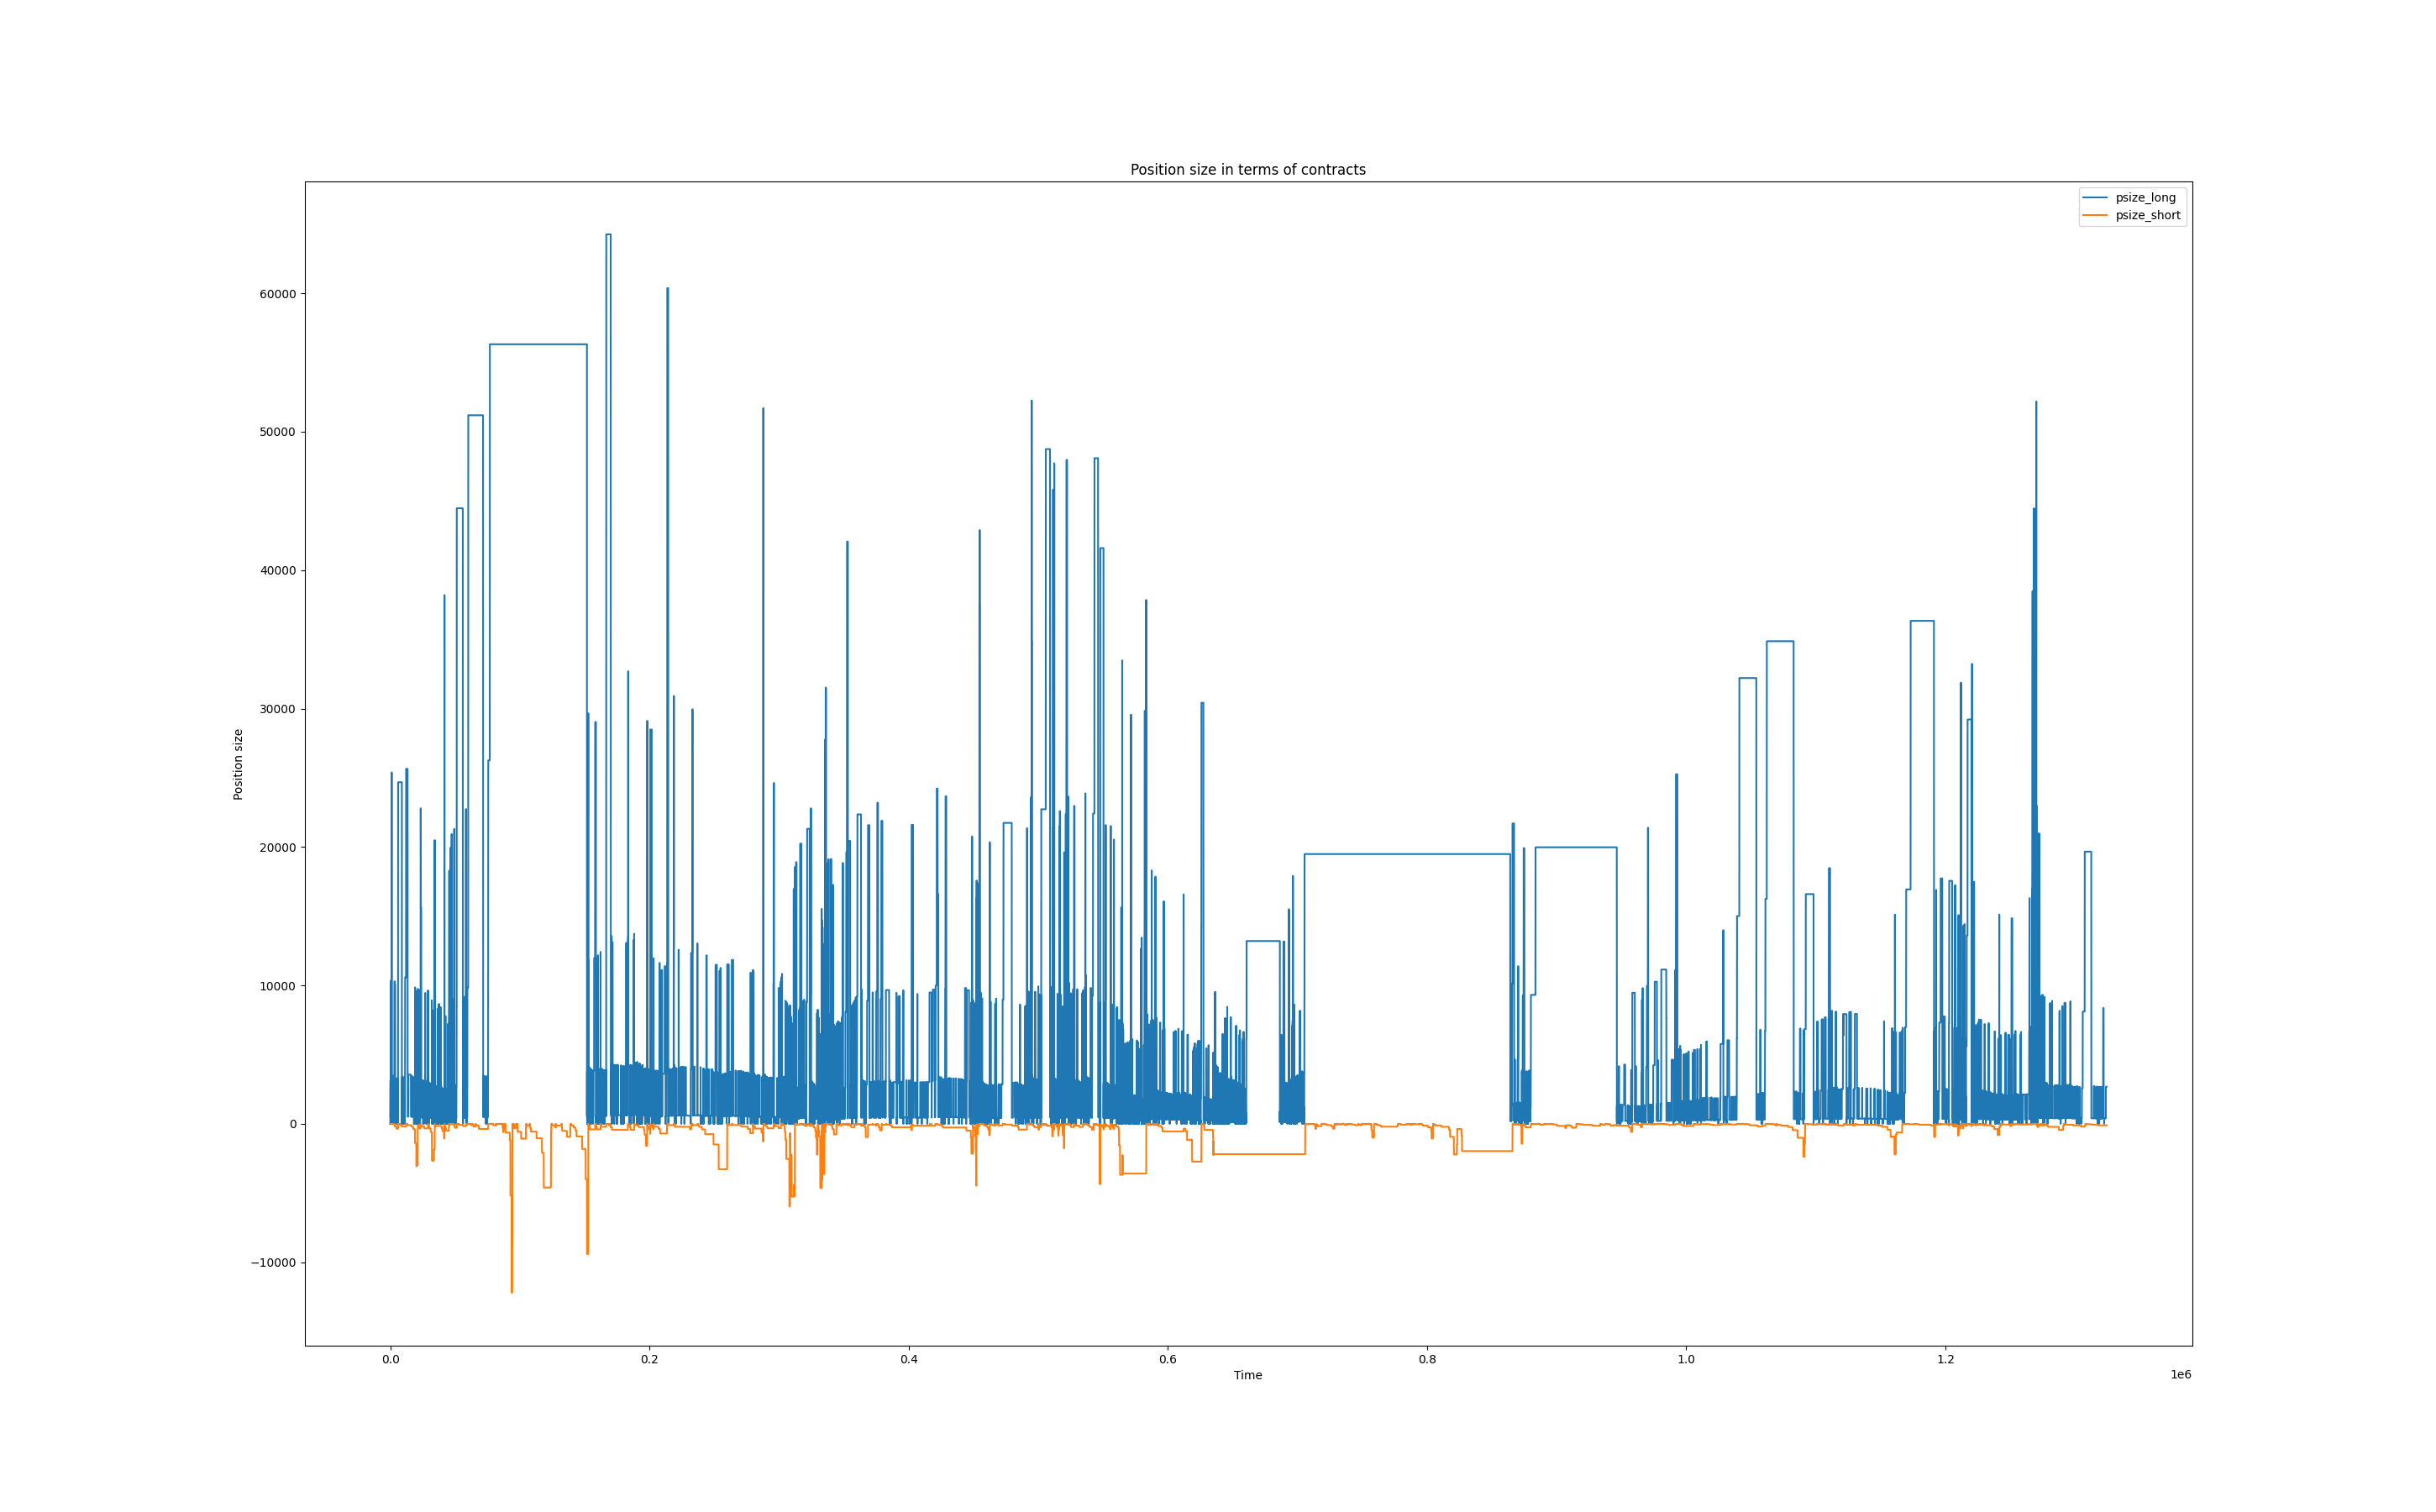 Position size in terms of contracts
psize_long
psize_short
Position size
60000
50000
40000
30000
20000
10000
0
−10000
0.0
0.2
0.4
0.6
0.8
1.0
1.2
1e6
Time